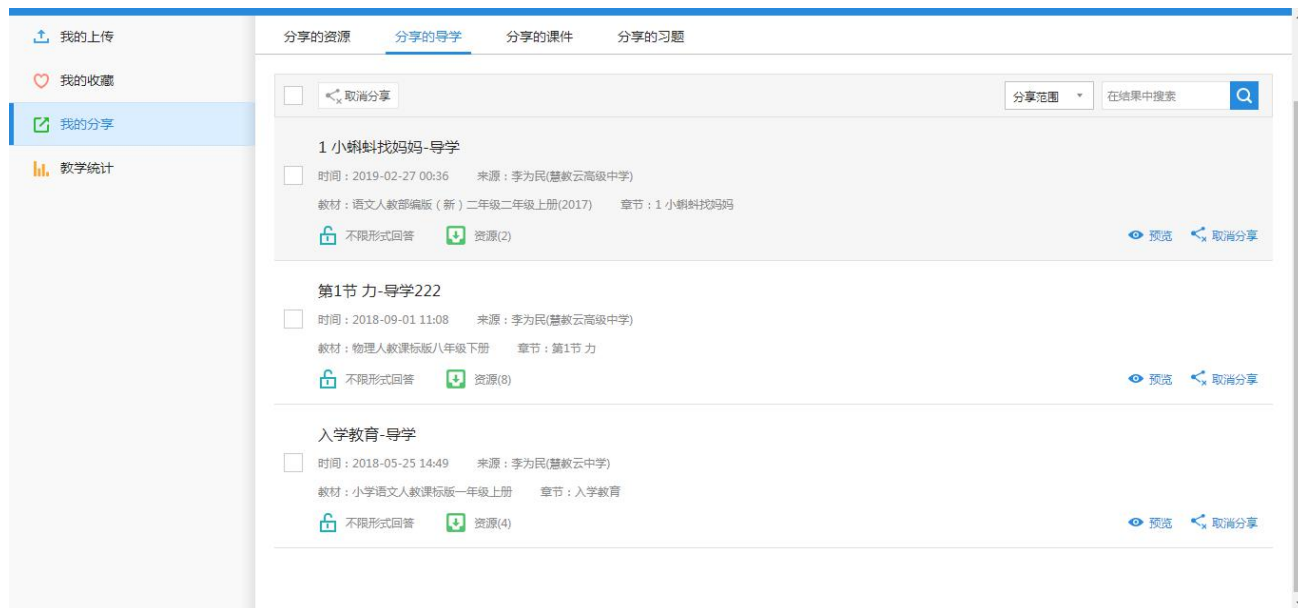 我的上传
我的收藏
我的分享
教学统计
分享的资源 分享的导学 分享的课件 分享的习题
取消分享 分享范围 在结果中搜索
1 小蝌蚪找妈妈-导学
时间：2019-02-27 00:36 来源：李为民(慧教云高级中学)
教材：语文人教部编版（新）二年级二年级上册(2017) 章节：1 小蝌蚪找妈妈
不限形式回答 资源(2) 预览 取消分享
第1节 力-导学222
时间：2018-09-01 11:08 来源：李为民(慧教云高级中学)
教材：物理人教课标版八年级下册 章节：第1节 力
不限形式回答 资源(8) 预览 取消分享
入学教育-导学
时间：2018-05-25 14:49 来源：李为民(慧教云中学)
教材：小学语文人教课标版一年级上册 章节：入学教育
不限形式回答 资源(4) 预览 取消分享